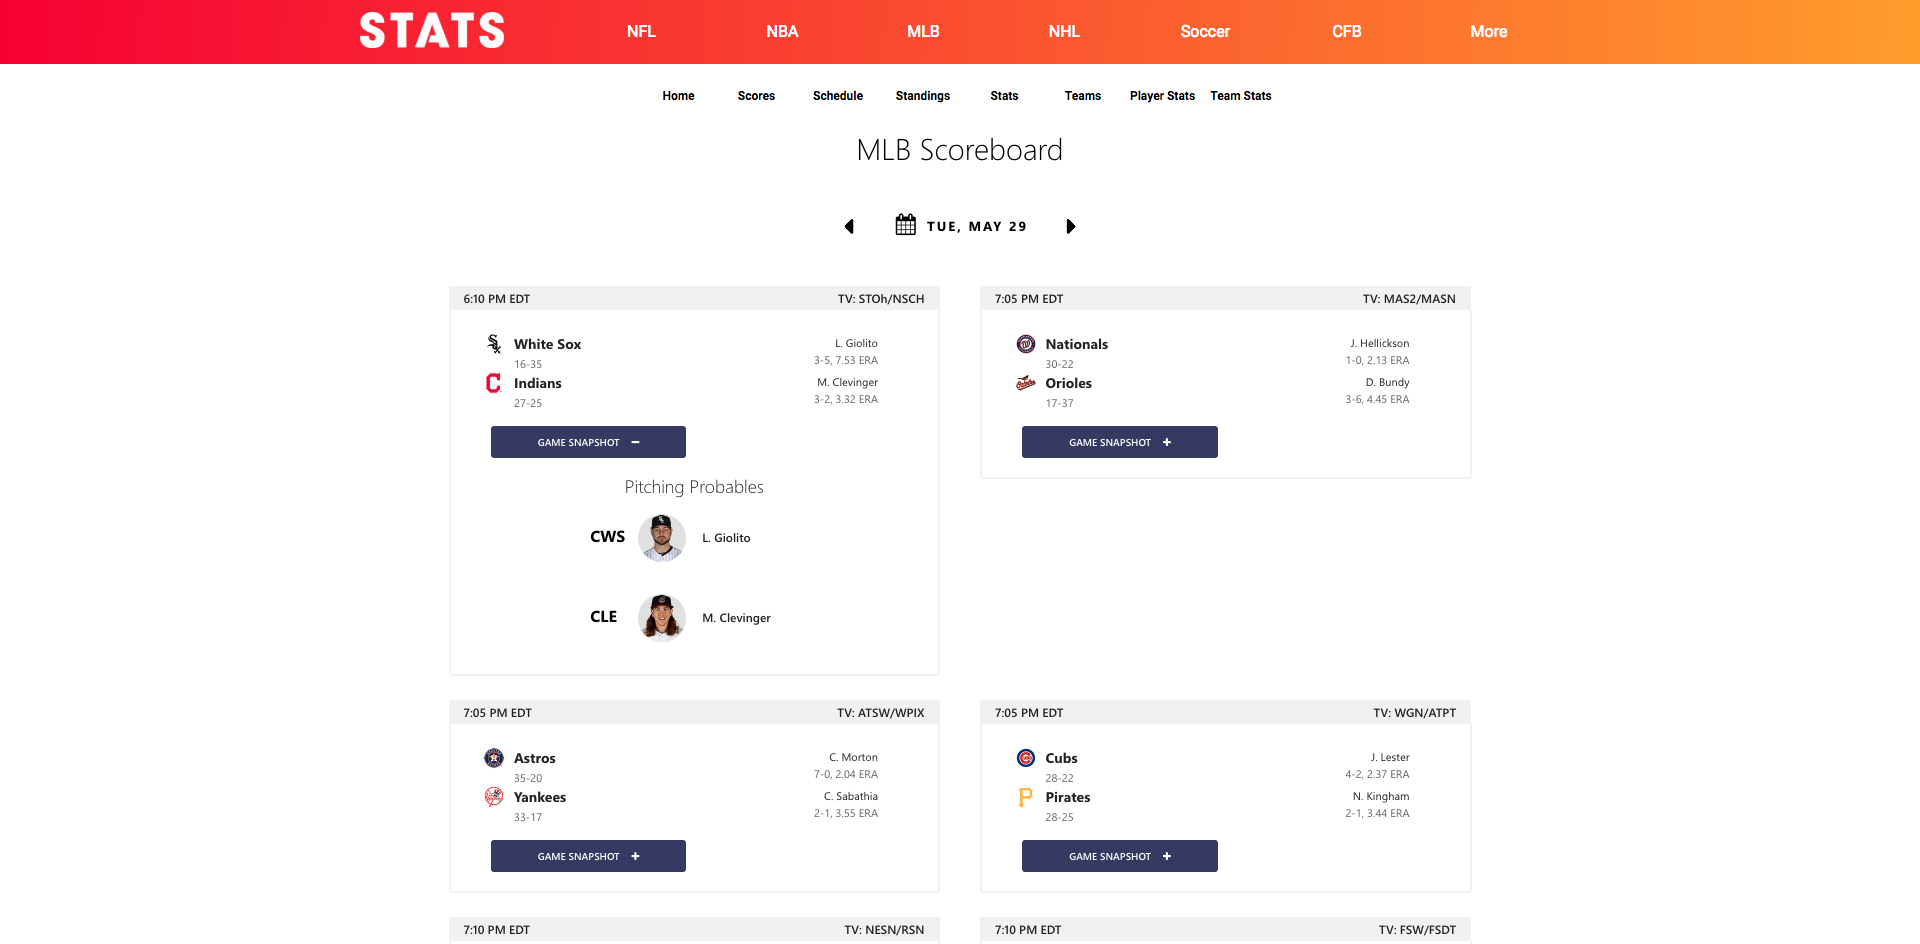 STATS
NFL NBA MLB NHL Soccer CFB More
Home Scores Schedule Standings Stats Teams Player Stats Team Stats
MLB Scoreboard
TUE, MAY 29
6:10 PM EDT TV: STOh/NSCH
White Sox L. Giolito
16-35 3-5, 7.53 ERA
Indians M. Clevinger
27-25 3-2, 3.32 ERA
GAME SNAPSHOT
Pitching Probables
CWS L. Giolito
CLE M. Clevinger
7:05 PM EDT TV: MAS2/MASN
Nationals J. Hellickson
30-22 1-0, 2.13 ERA
Orioles D. Bundy
17-37 3-6, 4.45 ERA
GAME SNAPSHOT
7:05 PM EDT TV: ATSW/WPIX
Astros C. Morton
35-20 7-0, 2.04 ERA
Yankees C. Sabathia
33-17 2-1, 3.55 ERA
GAME SNAPSHOT
7:05 PM EDT TV: WGN/ATPT
Cubs J. Lester
28-22 4-2, 2.37 ERA
Pirates N. Kingham
28-25 2-1, 3.44 ERA
GAME SNAPSHOT
7:10 PM EDT TV: NESN/RSN
7:10 PM EDT TV: FSW/FSDT